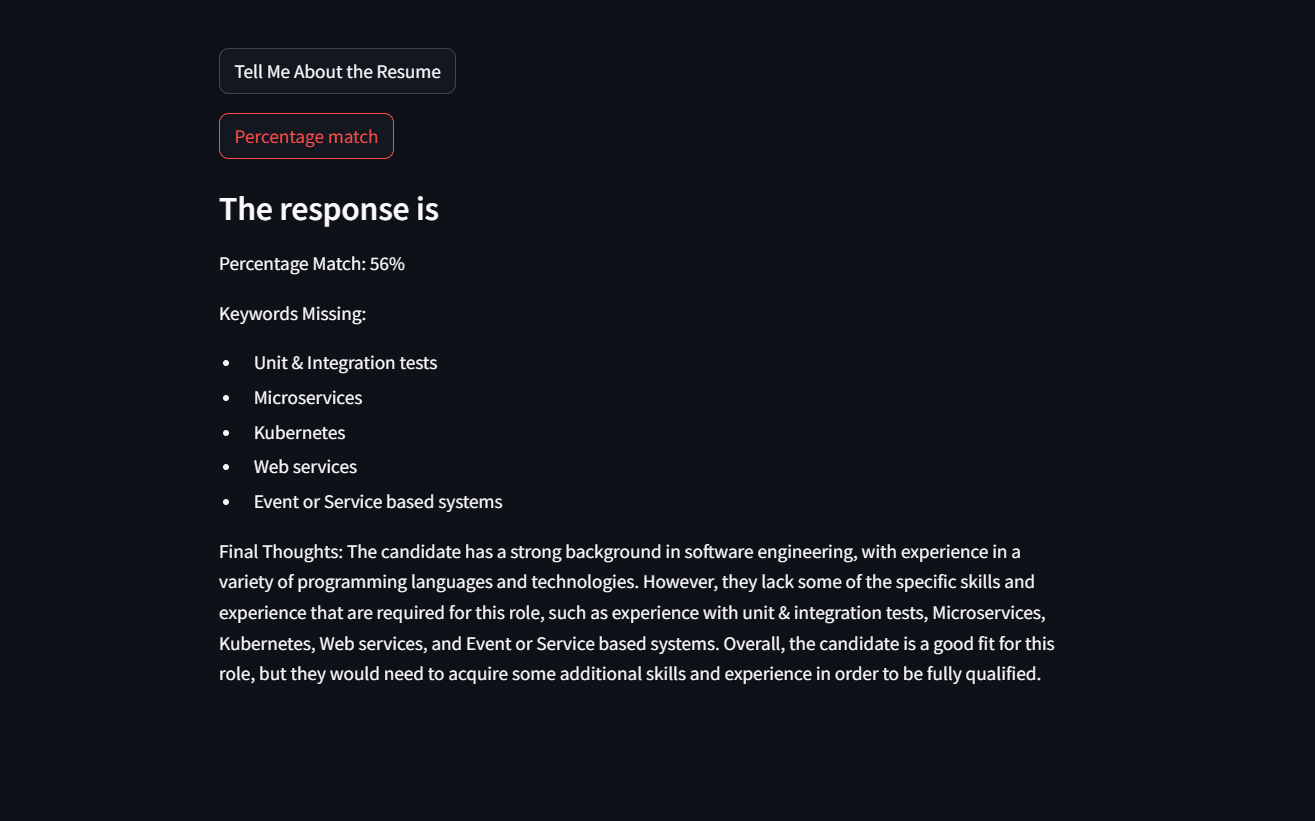 Tell Me About the Resume
Percentage match
The response is
Percentage Match: 56%
Keywords Missing:
• Unit & Integration tests
• Microservices
• Kubernetes
• Web services
• Event or Service based systems
Final Thoughts: The candidate has a strong background in software engineering, with experience in a
variety of programming languages and technologies. However, they lack some of the specific skills and
experience that are required for this role, such as experience with unit & integration tests, Microservices,
Kubernetes, Web services, and Event or Service based systems. Overall, the candidate is a good fit for this
role, but they would need to acquire some additional skills and experience in order to be fully qualified.